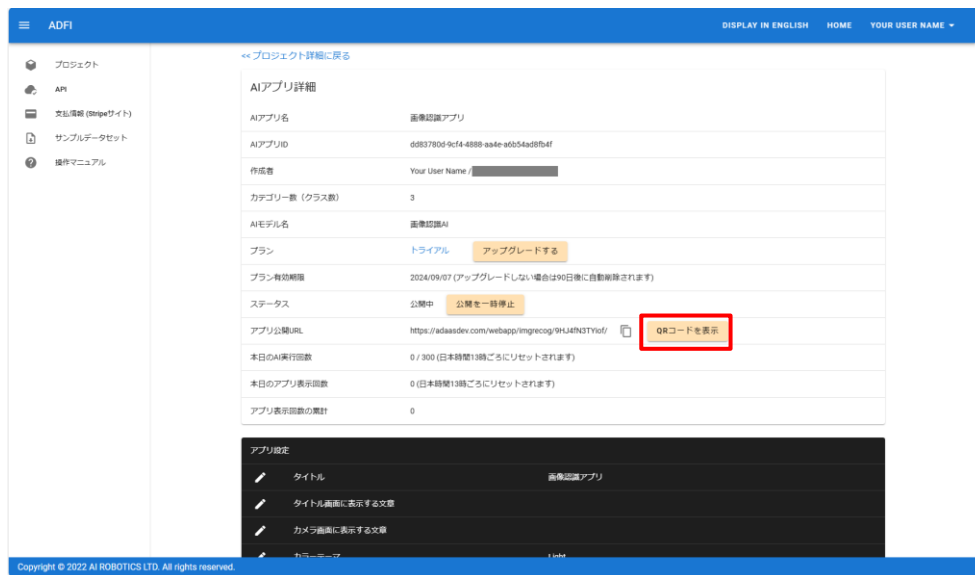 ADFI
DISPLAY IN ENGLISH HOME YOUR USER NAME
プロジェクト
API
支払情報 (Stripeサイト)
サンプルデータセット
操作マニュアル
<< プロジェクト詳細に戻る
AIアプリ詳細
AIアプリ名 画像認識アプリ
AIアプリID dd83780d-9cf4-4888-aa4e-a6b54ad8fb4f
作成者 Your User Name /
カテゴリー数（クラス数） 3
AIモデル名 画像認識AI
プラン トライアル アップグレードする
プラン有効期限 2024/09/07 (アップグレードしない場合は90日後に自動削除されます)
ステータス 公開中 公開を一時停止
アプリ公開URL https://adaasdev.com/webapp/imgrecog/9HJ4fN3TYiof/ QRコードを表示
本日のAI実行回数 0 / 300 (日本時間13時ごろにリセットされます)
本日のアプリ表示回数 0 (日本時間13時ごろにリセットされます)
アプリ表示回数の累計 0
アプリ設定
タイトル 画像認識アプリ
タイトル画面に表示する文章
カメラ画面に表示する文章
カラーテーマ Light
Copyright © 2022 AI ROBOTICS LTD. All rights reserved.